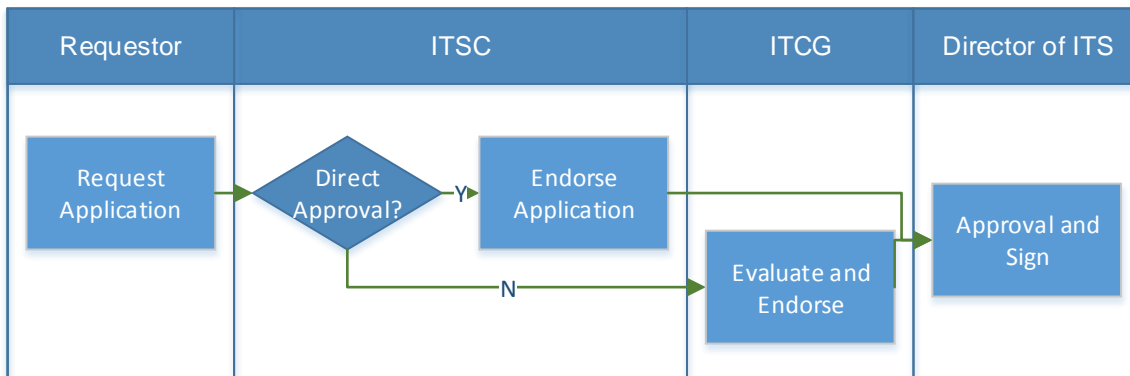 Requestor
ITSC
ITCG
Director of ITS
Request
Application
Direct
Approval?
Y
Endorse
Application
N
Evaluate and
Endorse
Approval and
Sign